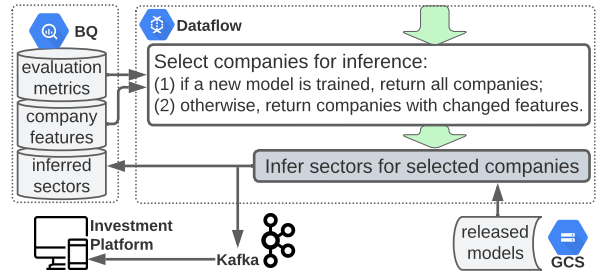 BQ
evaluation
metrics
company
features
inferred
sectors
Dataflow
Select companies for inference:
(1) if a new model is trained, return all companies;
(2) otherwise, return companies with changed features.
Infer sectors for selected companies
Investment
Platform
Kafka
released
models
GCS